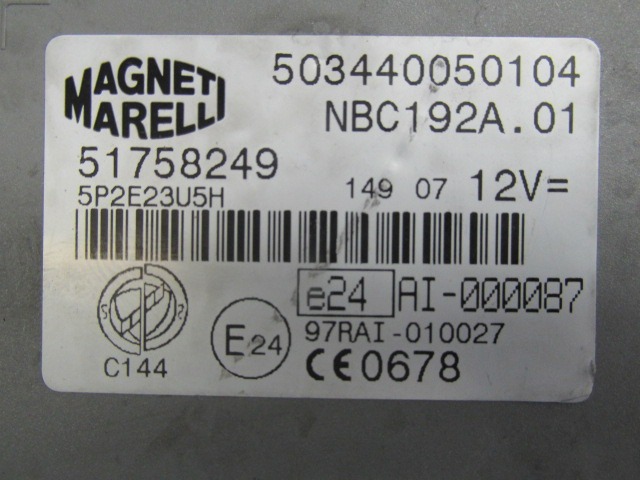 MAGNETI
MARELLI
503440050104
NBC192A.01
51758249
5P2E23U5H
149 07 12V=
e24 AI-000087
E24
97RAI-010027
C144
CE0678